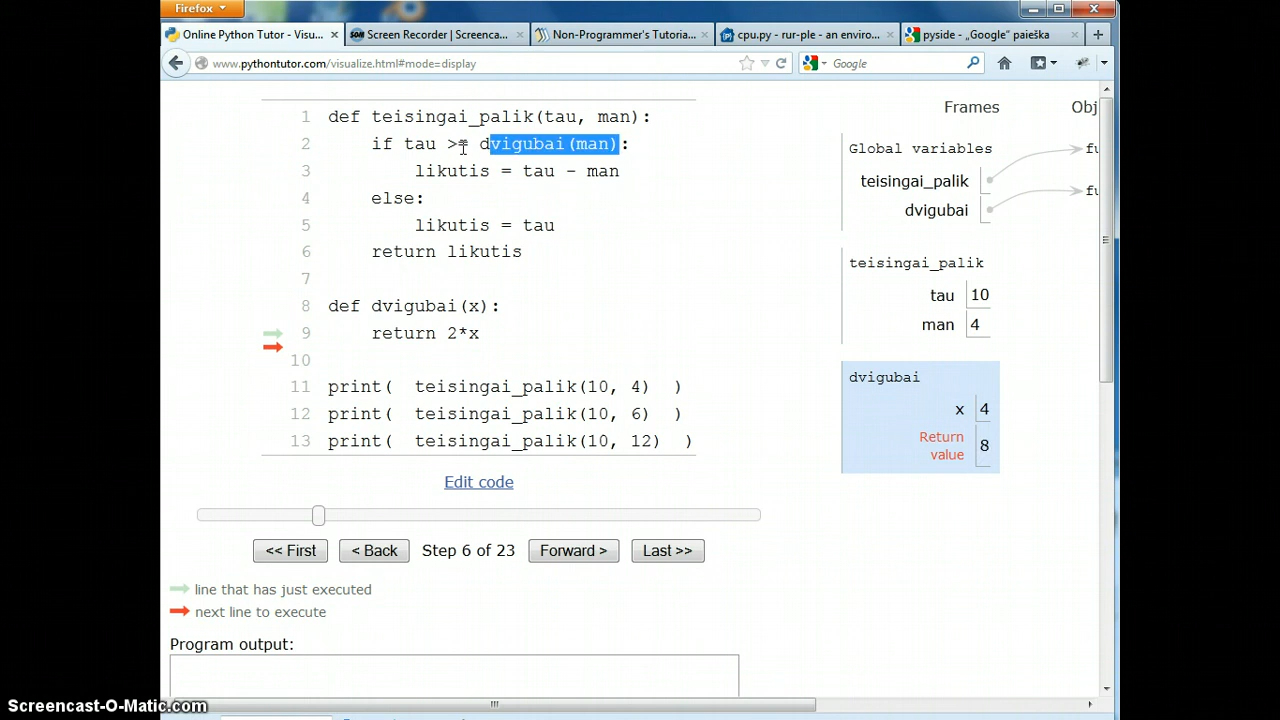 Firefox
Online Python Tutor - Visu...
Screen Recorder | Screenca...
Non-Programmer's Tutoria...
cpu.py - rur-ple - an enviro...
pyside - „Google“ paieška
www.pythontutor.com/visualize.html#mode=display
Google
Frames
Obj
1 def teisingai_palik(tau, man):
2 if tau >= dvigubai(man):
3 likutis = tau - man
4 else:
5 likutis = tau
6 return likutis
7
8 def dvigubai(x):
9 return 2*x
10
11 print( teisingai_palik(10, 4) )
12 print( teisingai_palik(10, 6) )
13 print( teisingai_palik(10, 12) )
Global variables
teisingai_palik
fu
dvigubai
fu
teisingai_palik
tau 10
man 4
dvigubai
x 4
Return
value 8
Edit code
<< First
< Back
Step 6 of 23
Forward >
Last >>
line that has just executed
next line to execute
Program output:
Screencast-O-Matic.com